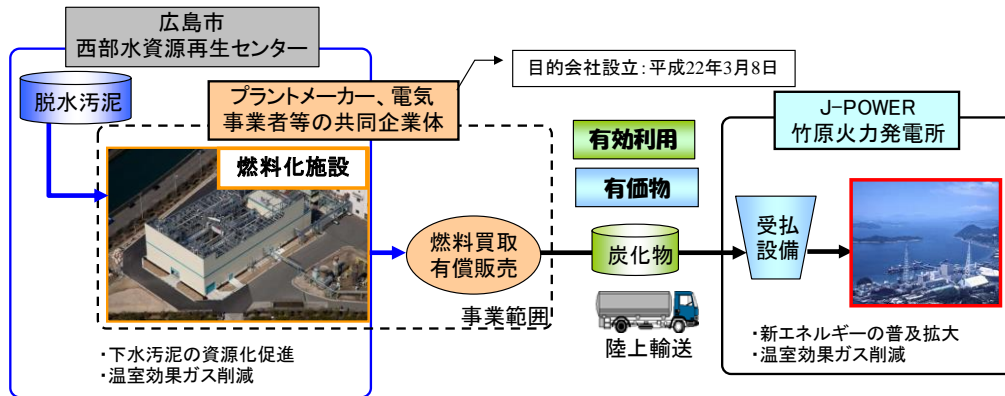 広島市
西部水資源再生センター
目的会社設立：平成22年3月8日
脱水汚泥
プラントメーカー、電気
事業者等の共同企業体
J-POWER
竹原火力発電所
燃料化施設
有効利用
有価物
燃料買取
有償販売
炭化物
受払
設備
事業範囲
陸上輸送
・下水汚泥の資源化促進
・温室効果ガス削減
・新エネルギーの普及拡大
・温室効果ガス削減